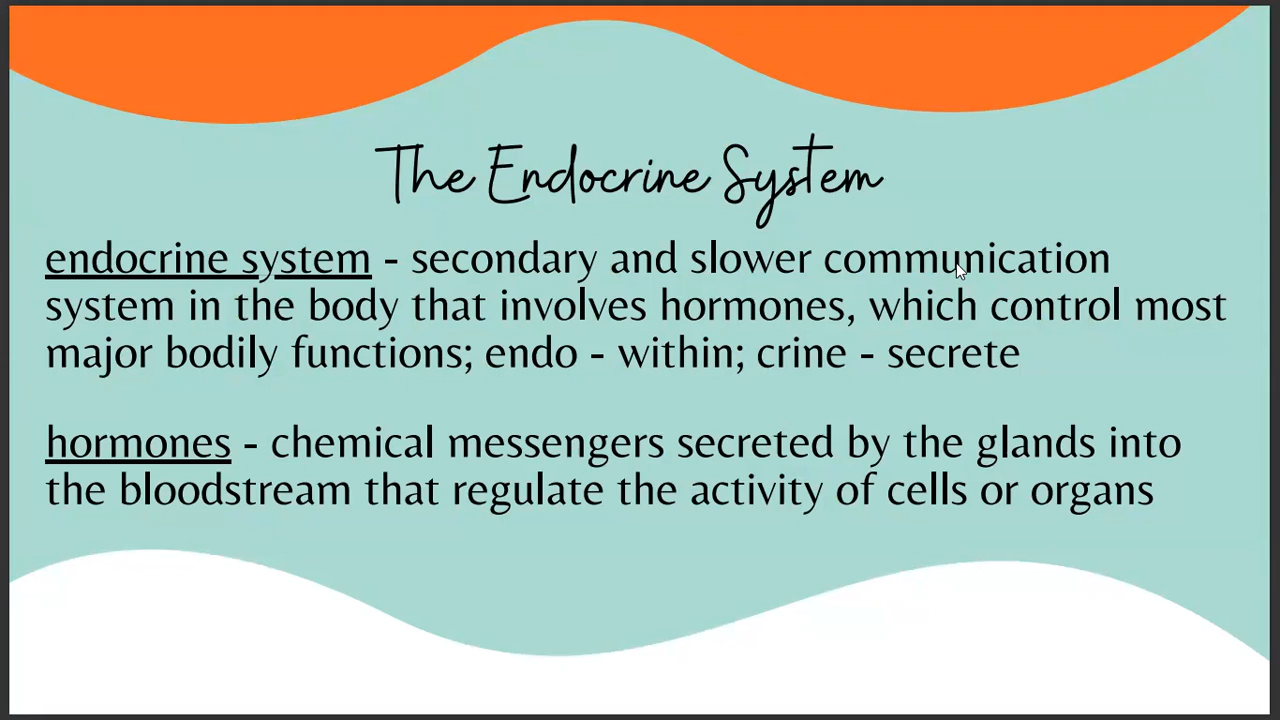 The Endocrine System
endocrine system - secondary and slower communication
system in the body that involves hormones, which control most
major bodily functions; endo - within; crine - secrete
hormones - chemical messengers secreted by the glands into
the bloodstream that regulate the activity of cells or organs